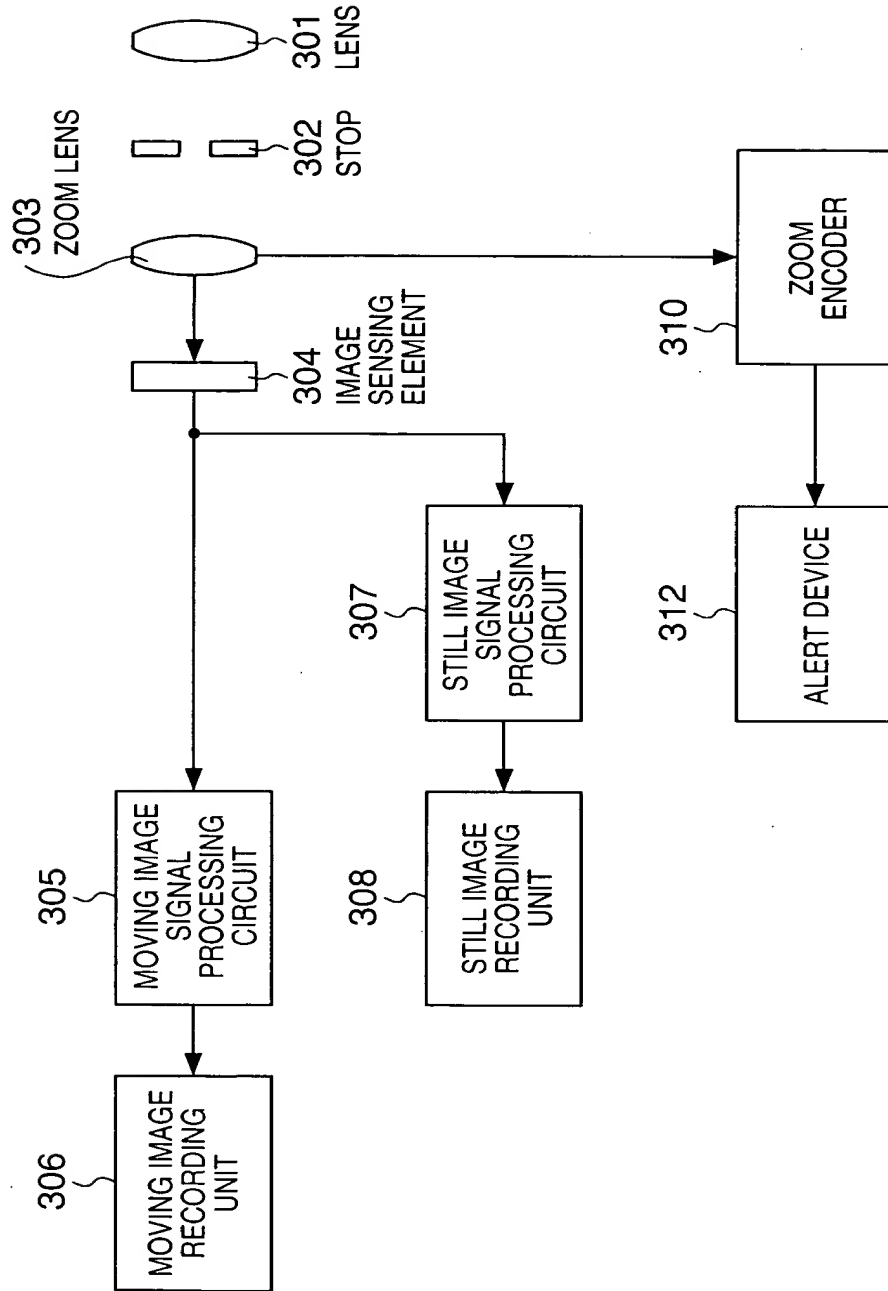 301
LENS
302
STOP
303
ZOOM LENS
304
IMAGE
SENSING
ELEMENT
305
MOVING IMAGE
SIGNAL
PROCESSING
CIRCUIT
306
MOVING IMAGE
RECORDING
UNIT
307
STILL IMAGE
SIGNAL
PROCESSING
CIRCUIT
308
STILL IMAGE
RECORDING
UNIT
310
ZOOM
ENCODER
312
ALERT DEVICE